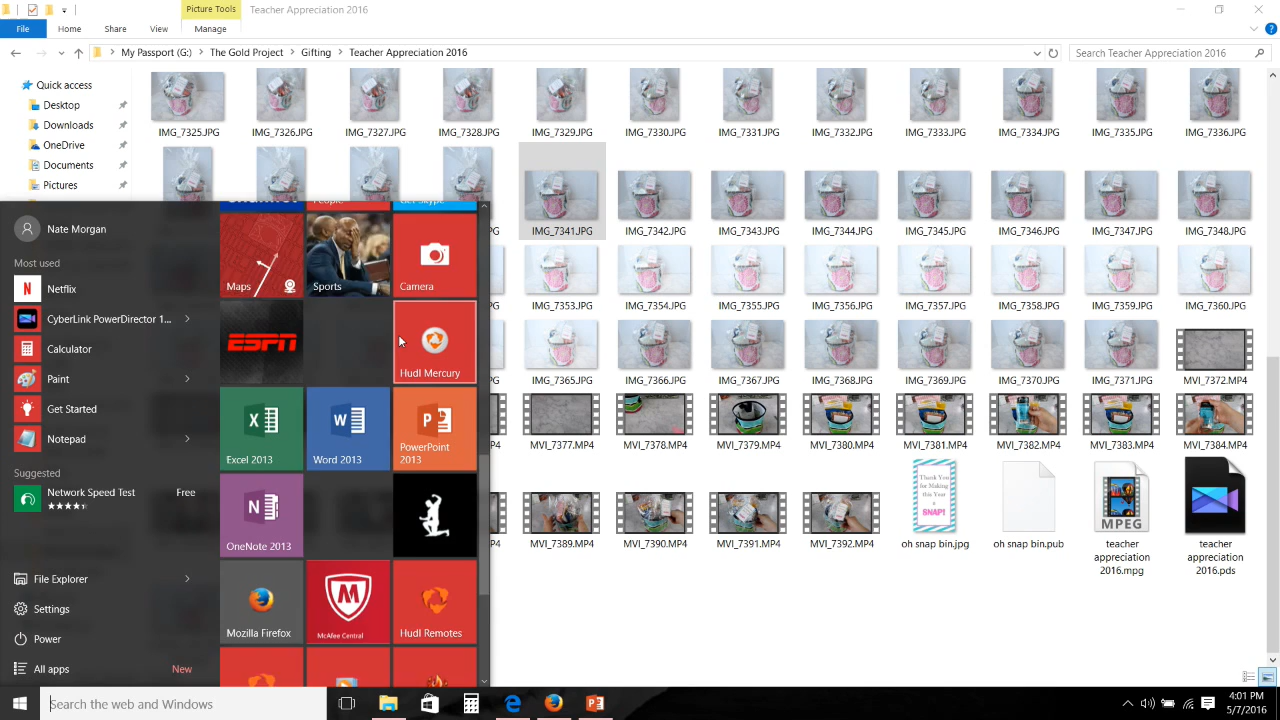 Picture Tools
Teacher Appreciation 2016
File
Home
Share
View
Manage
My Passport (G:)
The Gold Project
Gifting
Teacher Appreciation 2016
Search Teacher Appreciation 2016
Quick access
Desktop
Downloads
OneDrive
Documents
Pictures
IMG_7325.JPG
IMG_7326.JPG
IMG_7327.JPG
IMG_7328.JPG
IMG_7329.JPG
IMG_7330.JPG
IMG_7331.JPG
IMG_7332.JPG
IMG_7333.JPG
IMG_7334.JPG
IMG_7335.JPG
IMG_7336.JPG
IMG_7341.JPG
IMG_7342.JPG
IMG_7343.JPG
IMG_7344.JPG
IMG_7345.JPG
IMG_7346.JPG
IMG_7347.JPG
IMG_7348.JPG
IMG_7353.JPG
IMG_7354.JPG
IMG_7355.JPG
IMG_7356.JPG
IMG_7357.JPG
IMG_7358.JPG
IMG_7359.JPG
IMG_7360.JPG
IMG_7365.JPG
IMG_7366.JPG
IMG_7367.JPG
IMG_7368.JPG
IMG_7369.JPG
IMG_7370.JPG
IMG_7371.JPG
MVI_7372.MP4
MVI_7377.MP4
MVI_7378.MP4
MVI_7379.MP4
MVI_7380.MP4
MVI_7381.MP4
MVI_7382.MP4
MVI_7383.MP4
MVI_7384.MP4
MVI_7389.MP4
MVI_7390.MP4
MVI_7391.MP4
MVI_7392.MP4
Thank You
for Making
this Year
a
SNAP!
oh snap bin.jpg
oh snap bin.pub
MPEG
teacher
appreciation
2016.mpg
teacher
appreciation
2016.pds
Nate Morgan
Most used
Netflix
CyberLink PowerDirector 1...
Calculator
Paint
Get Started
Notepad
Suggested
Network Speed Test
Free
File Explorer
Settings
Power
All apps
New
People
Get Skype
Maps
Sports
Camera
ESPN
Hudl Mercury
Excel 2013
Word 2013
PowerPoint
2013
OneNote 2013
Mozilla Firefox
McAfee Central
Hudl Remotes
Search the web and Windows
4:01 PM
5/7/2016